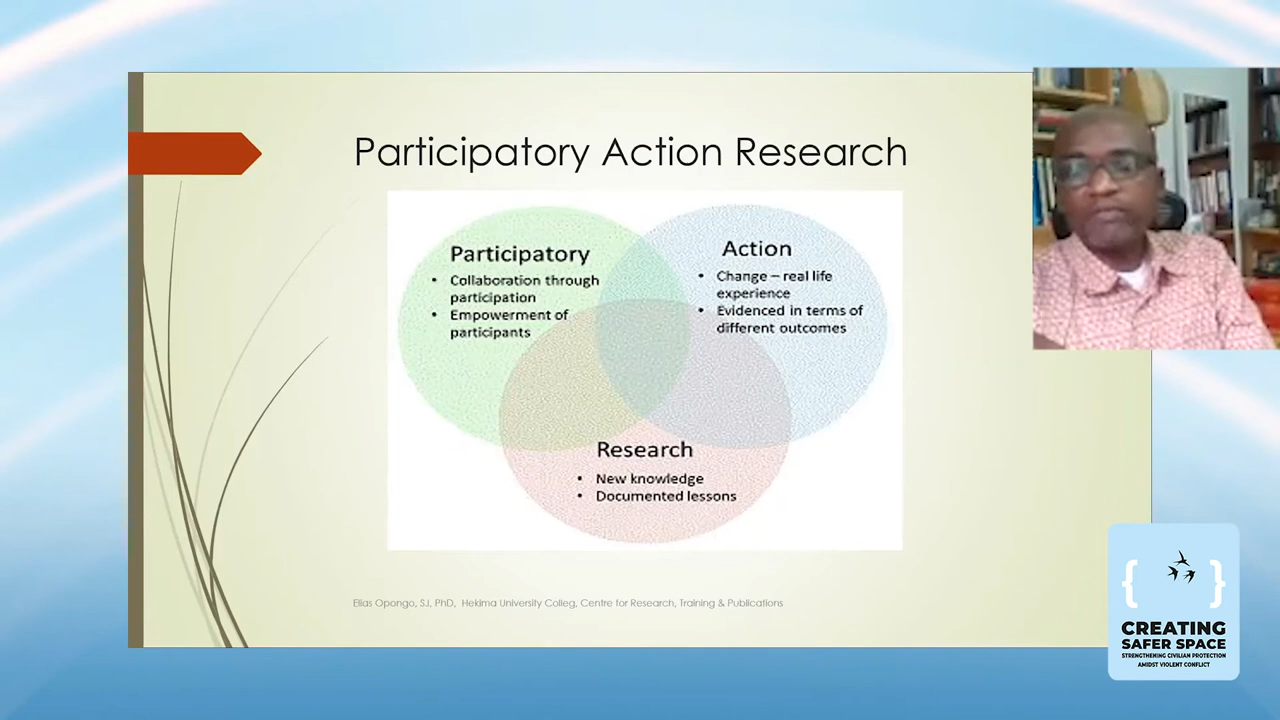 Participatory Action Research
Participatory
• Collaboration through
participation
• Empowerment of
participants
Action
• Change – real life
experience
• Evidenced in terms of
different outcomes
Research
• New knowledge
• Documented lessons
Elias Opongo, SJ, PhD, Hekima University Colleg, Centre for Research, Training & Publications
{ }
CREATING
SAFER SPACE
STRENGTHENING CIVILIAN PROTECTION
AMIDST VIOLENT CONFLICT